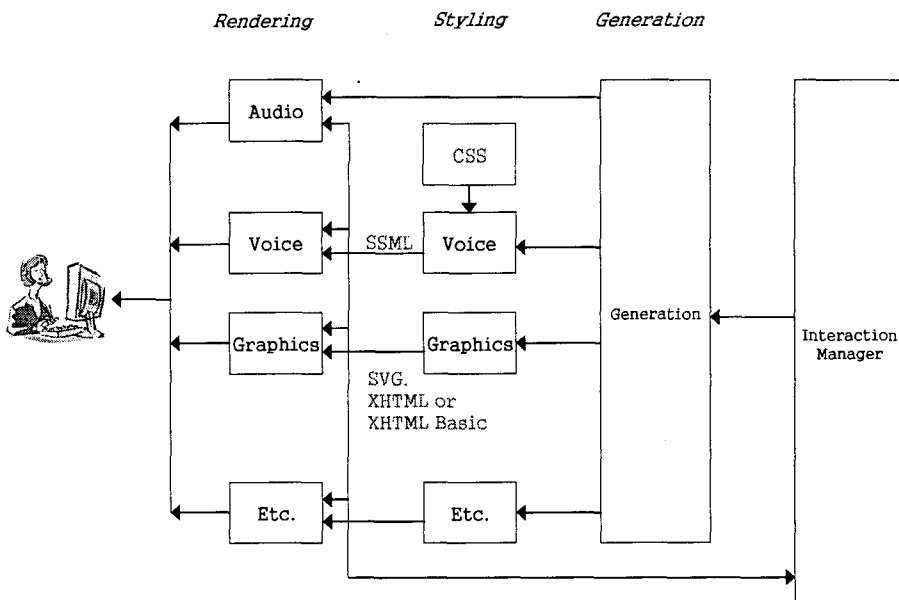 Rendering
Styling
Generation
Audio
CSS
Voice
SSML
Voice
Generation
Interaction
Manager
Graphics
Graphics
SVG.
XHTML or
XHTML Basic
Etc.
Etc.